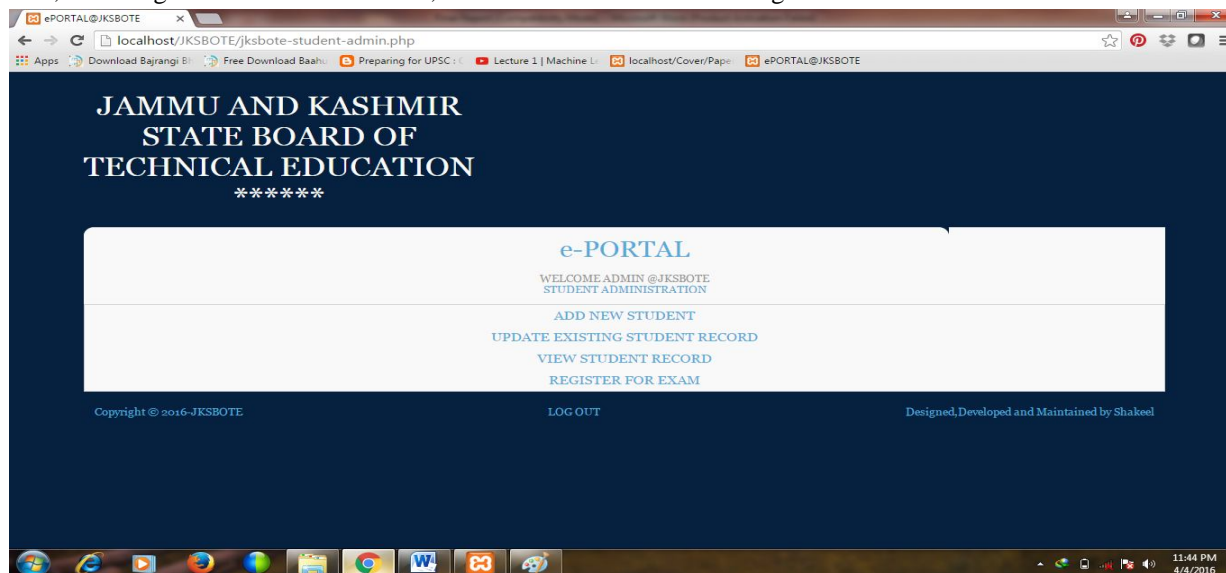 ePORTAL@JKSBOTE
localhost/JKSBOTE/jksbote-student-admin.php
Apps Download Bajrangi Bh Free Download Baahu Preparing for UPSC : C Lecture 1 | Machine Le localhost/Cover/Pape ePORTAL@JKSBOTE
JAMMU AND KASHMIR
STATE BOARD OF
TECHNICAL EDUCATION
******
e-PORTAL
WELCOME ADMIN @JKSBOTE
STUDENT ADMINISTRATION
ADD NEW STUDENT
UPDATE EXISTING STUDENT RECORD
VIEW STUDENT RECORD
REGISTER FOR EXAM
Copyright © 2016-JKSBOTE LOG OUT Designed,Developed and Maintained by Shakeel
11:44 PM
4/4/2016